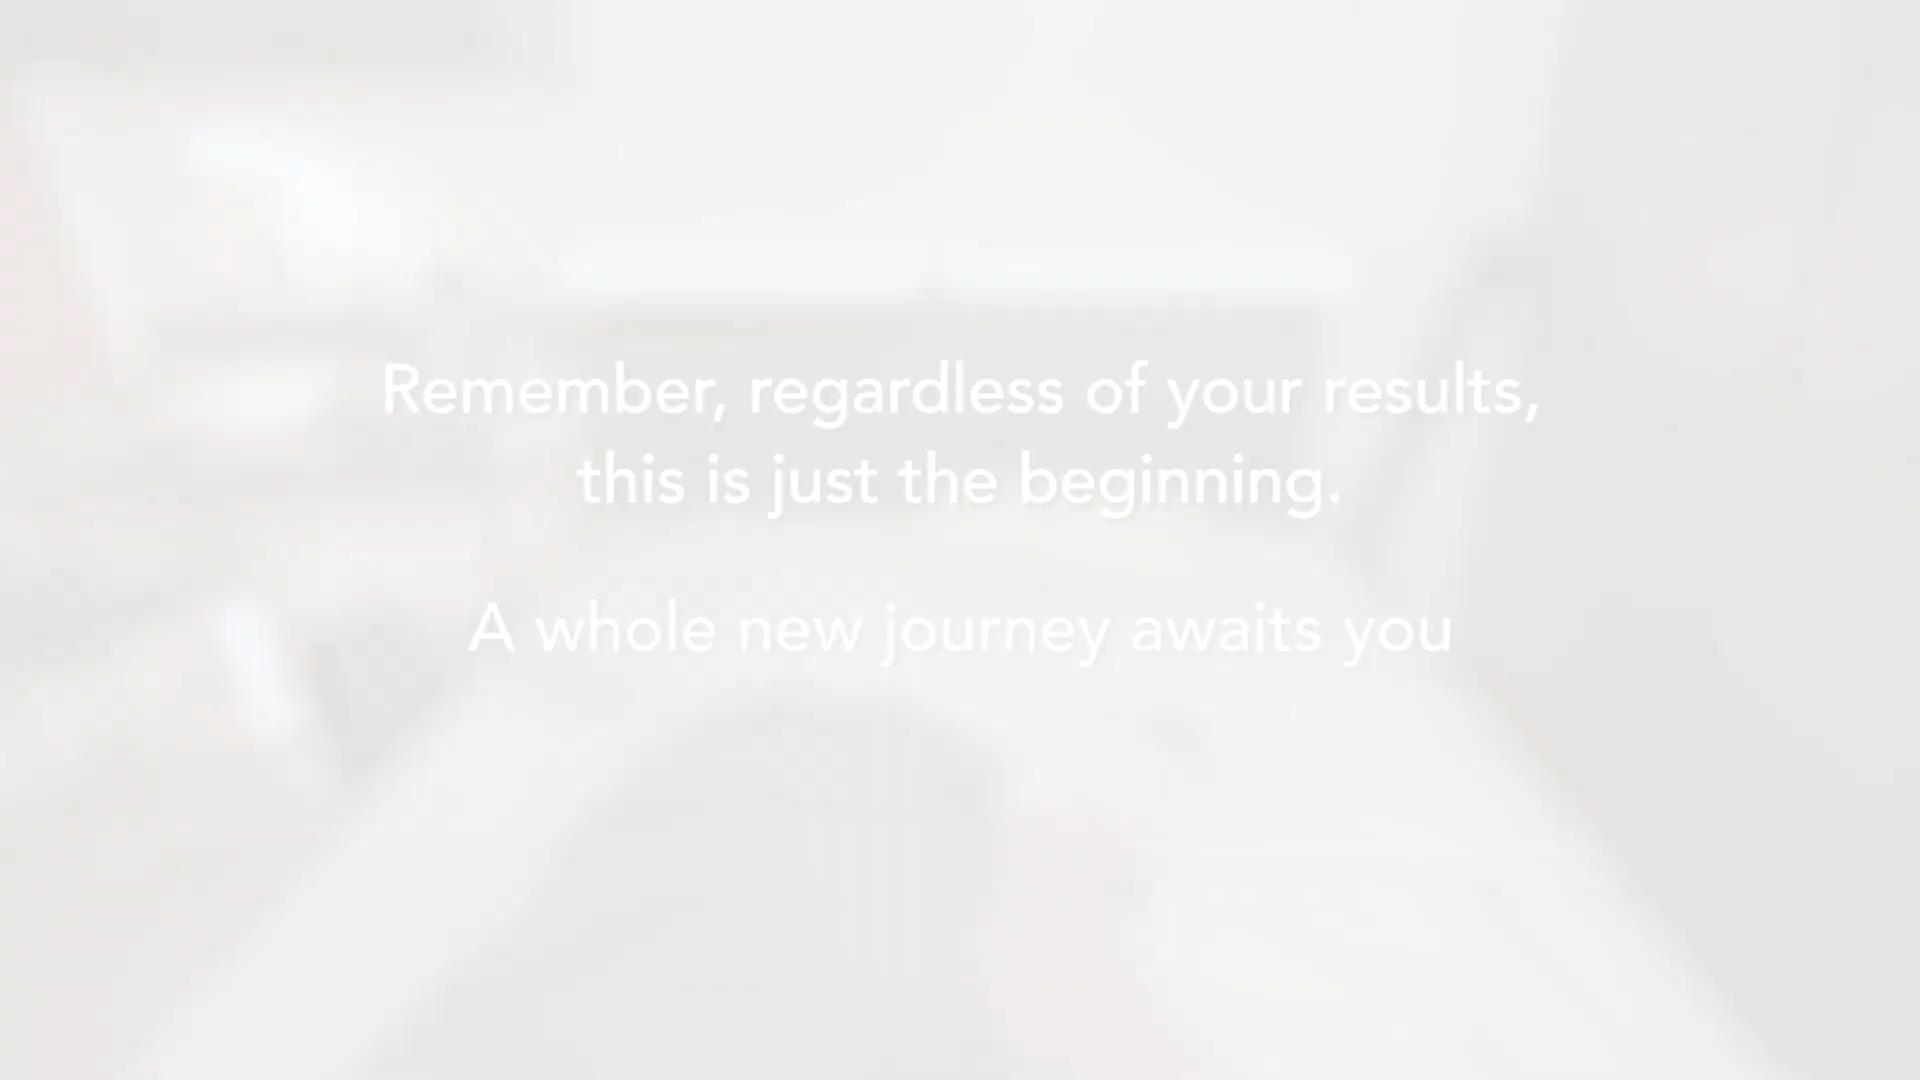 Remember, regardless of your results,
this is just the beginning.
A whole new journey awaits you